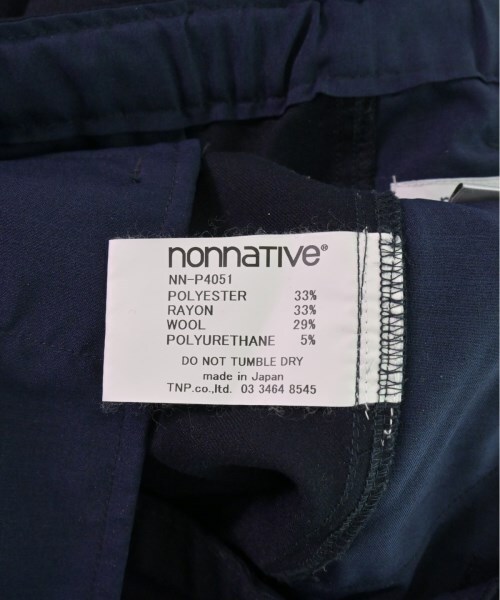 nonnative®
NN-P4051
POLYESTER 33%
RAYON 33%
WOOL 29%
POLYURETHANE 5%
DO NOT TUMBLE DRY
made in Japan
TNP.co.,ltd. 03 3464 8545